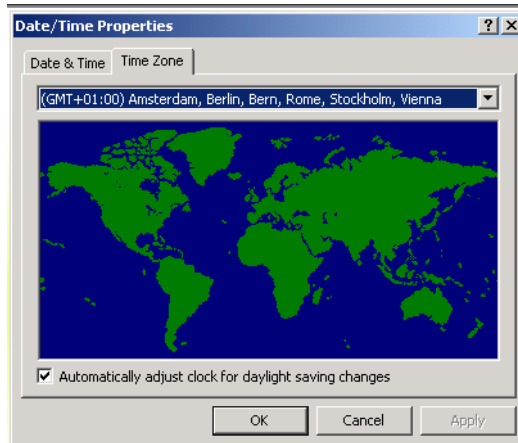 Date/Time Properties
Date & Time Time Zone
(GMT+01:00) Amsterdam, Berlin, Bern, Rome, Stockholm, Vienna
Automatically adjust clock for daylight saving changes
OK Cancel Apply